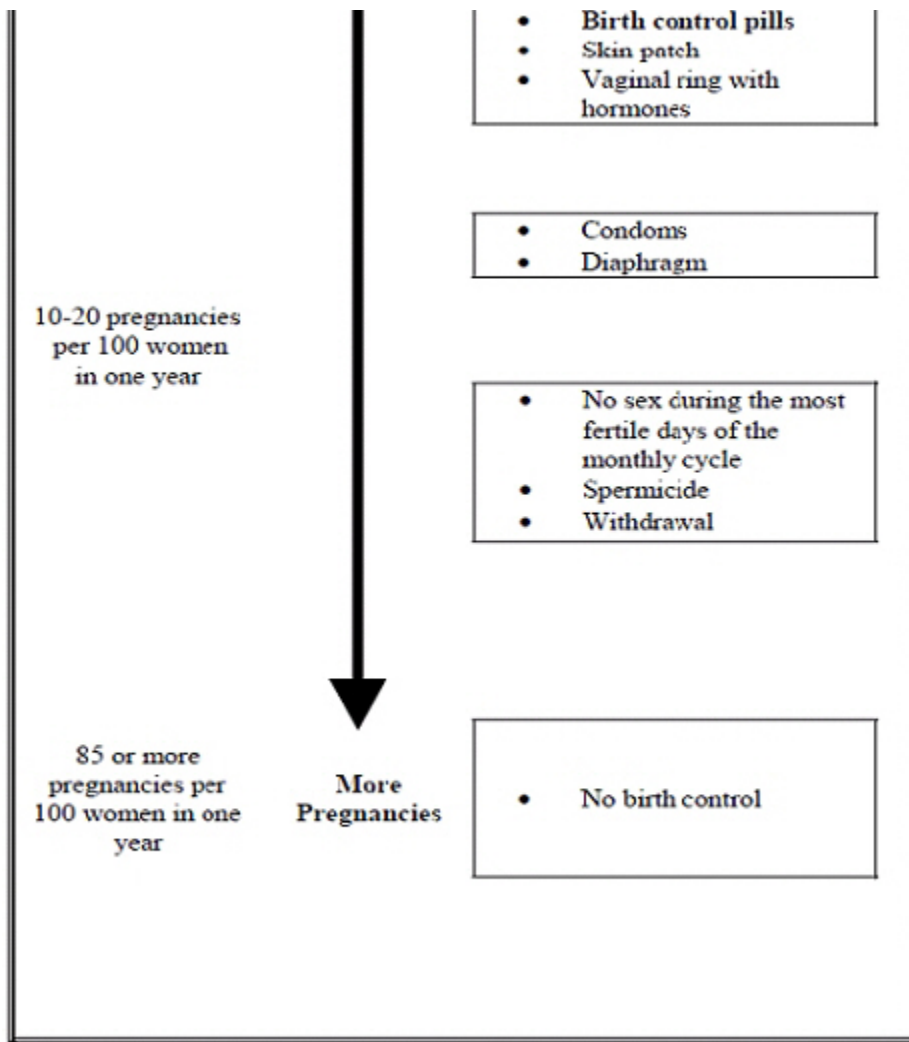 • Birth control pills
• Skin patch
• Vaginal ring with
hormones
• Condoms
• Diaphragm
10-20 pregnancies
per 100 women
in one year
• No sex during the most
fertile days of the
monthly cycle
• Spermicide
• Withdrawal
85 or more
pregnancies per
100 women in one
year
More
Pregnancies
• No birth control